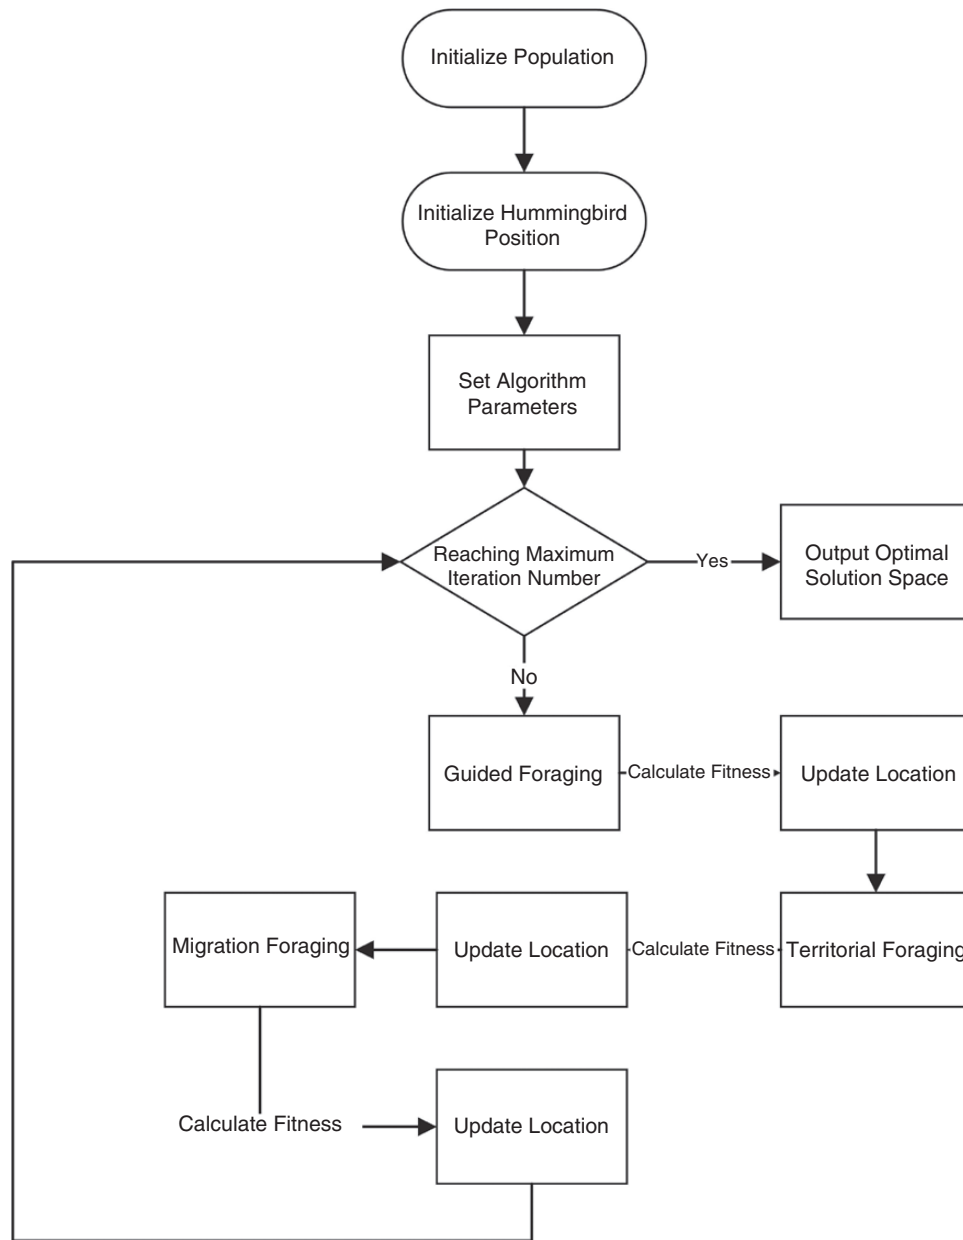 Initialize Population
Initialize Hummingbird
Position
Set Algorithm
Parameters
Reaching Maximum
Iteration Number
Yes
Output Optimal
Solution Space
No
Guided Foraging
Calculate Fitness
Update Location
Territorial Foraging
Calculate Fitness
Update Location
Migration Foraging
Calculate Fitness
Update Location